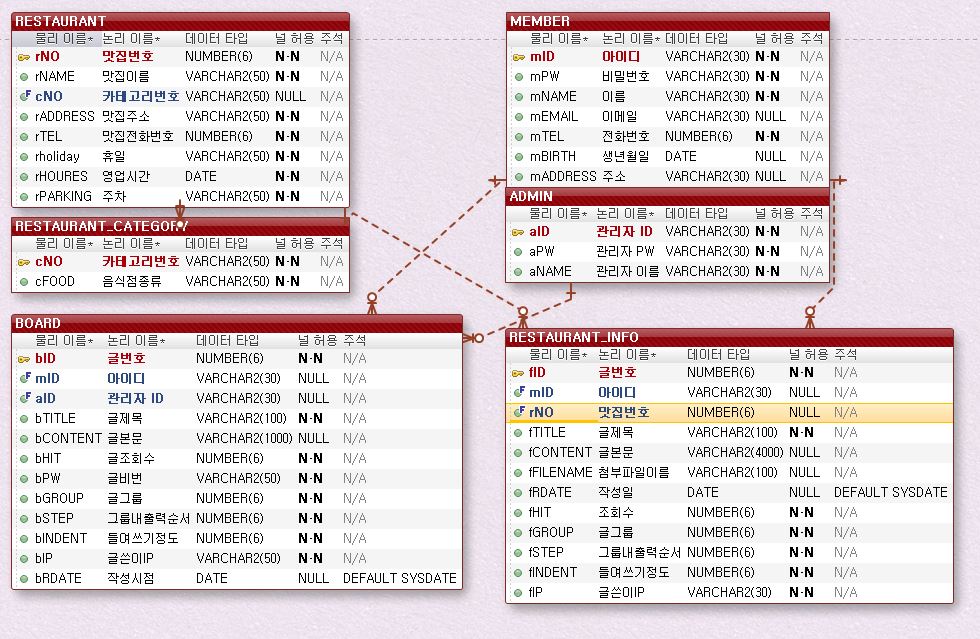 RESTAURANT
물리 이름* 논리 이름* 데이터 타입 널 허용 주석
rNO 맛집번호 NUMBER(6) N-N N/A
rNAME 맛집이름 VARCHAR2(50) N-N N/A
cNO 카테고리번호 VARCHAR2(50) NULL N/A
rADDRESS 맛집주소 VARCHAR2(50) N-N N/A
rTEL 맛집전화번호 NUMBER(6) N-N N/A
rholiday 휴일 VARCHAR2(50) N-N N/A
rHOURES 영업시간 DATE N-N N/A
rPARKING 주차 VARCHAR2(50) N-N N/A
RESTAURANT_CATEGORY
물리 이름* 논리 이름* 데이터 타입 널 허용 주석
cNO 카테고리번호 VARCHAR2(50) N-N N/A
cFOOD 음식점종류 VARCHAR2(50) N-N N/A
MEMBER
물리 이름* 논리 이름* 데이터 타입 널 허용 주석
mID 아이디 VARCHAR2(30) N-N N/A
mPW 비밀번호 VARCHAR2(30) N-N N/A
mNAME 이름 VARCHAR2(30) N-N N/A
mEMAIL 이메일 VARCHAR2(30) NULL N/A
mTEL 전화번호 NUMBER(6) N-N N/A
mBIRTH 생년월일 DATE NULL N/A
mADDRESS 주소 VARCHAR2(30) NULL N/A
ADMIN
물리 이름* 논리 이름* 데이터 타입 널 허용 주석
aID 관리자 ID VARCHAR2(30) N-N N/A
aPW 관리자 PW VARCHAR2(30) N-N N/A
aNAME 관리자 이름 VARCHAR2(30) N-N N/A
BOARD
물리 이름* 논리 이름* 데이터 타입 널 허용 주석
bID 글번호 NUMBER(6) N-N N/A
mID 아이디 VARCHAR2(30) NULL N/A
aID 관리자 ID VARCHAR2(30) NULL N/A
bTITLE 글제목 VARCHAR2(100) N-N N/A
bCONTENT 글본문 VARCHAR2(1000) NULL N/A
bHIT 글조회수 NUMBER(6) N-N N/A
bPW 글비번 VARCHAR2(50) N-N N/A
bGROUP 글그룹 NUMBER(6) N-N N/A
bSTEP 그룹내출력순서 NUMBER(6) N-N N/A
bINDENT 들여쓰기정도 NUMBER(6) N-N N/A
bIP 글쓴이IP VARCHAR2(50) N-N N/A
bRDATE 작성시점 DATE NULL DEFAULT SYSDATE
RESTAURANT_INFO
물리 이름* 논리 이름* 데이터 타입 널 허용 주석
fID 글번호 NUMBER(6) N-N N/A
mID 아이디 VARCHAR2(30) NULL N/A
rNO 맛집번호 NUMBER(6) NULL N/A
fTITLE 글제목 VARCHAR2(100) N-N N/A
fCONTENT 글본문 VARCHAR2(4000) NULL N/A
fFILENAME 첨부파일이름 VARCHAR2(100) NULL N/A
fRDATE 작성일 DATE NULL DEFAULT SYSDATE
fHIT 조회수 NUMBER(6) N-N N/A
fGROUP 글그룹 NUMBER(6) N-N N/A
fSTEP 그룹내출력순서 NUMBER(6) N-N N/A
fINDENT 들여쓰기정도 NUMBER(6) N-N N/A
fIP 글쓴이IP VARCHAR2(30) N-N N/A